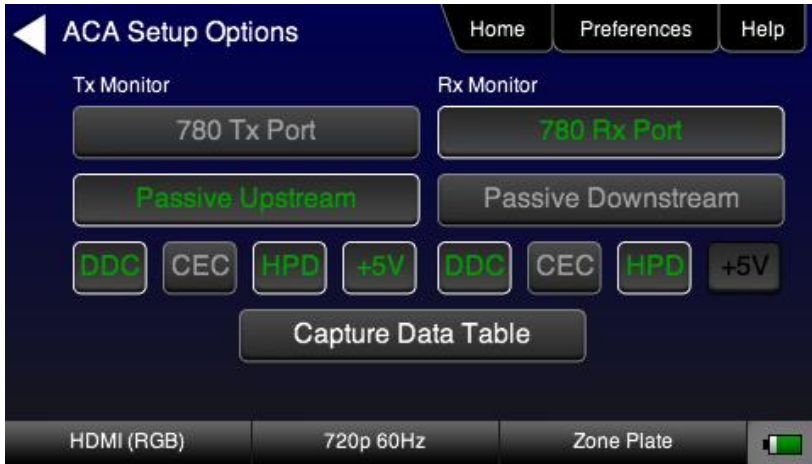 ACA Setup Options
Home
Preferences
Help
Tx Monitor
Rx Monitor
780 Tx Port
780 Rx Port
Passive Upstream
Passive Downstream
DDC
CEC
HPD
+5V
DDC
CEC
HPD
+5V
Capture Data Table
HDMI (RGB)
720p 60Hz
Zone Plate